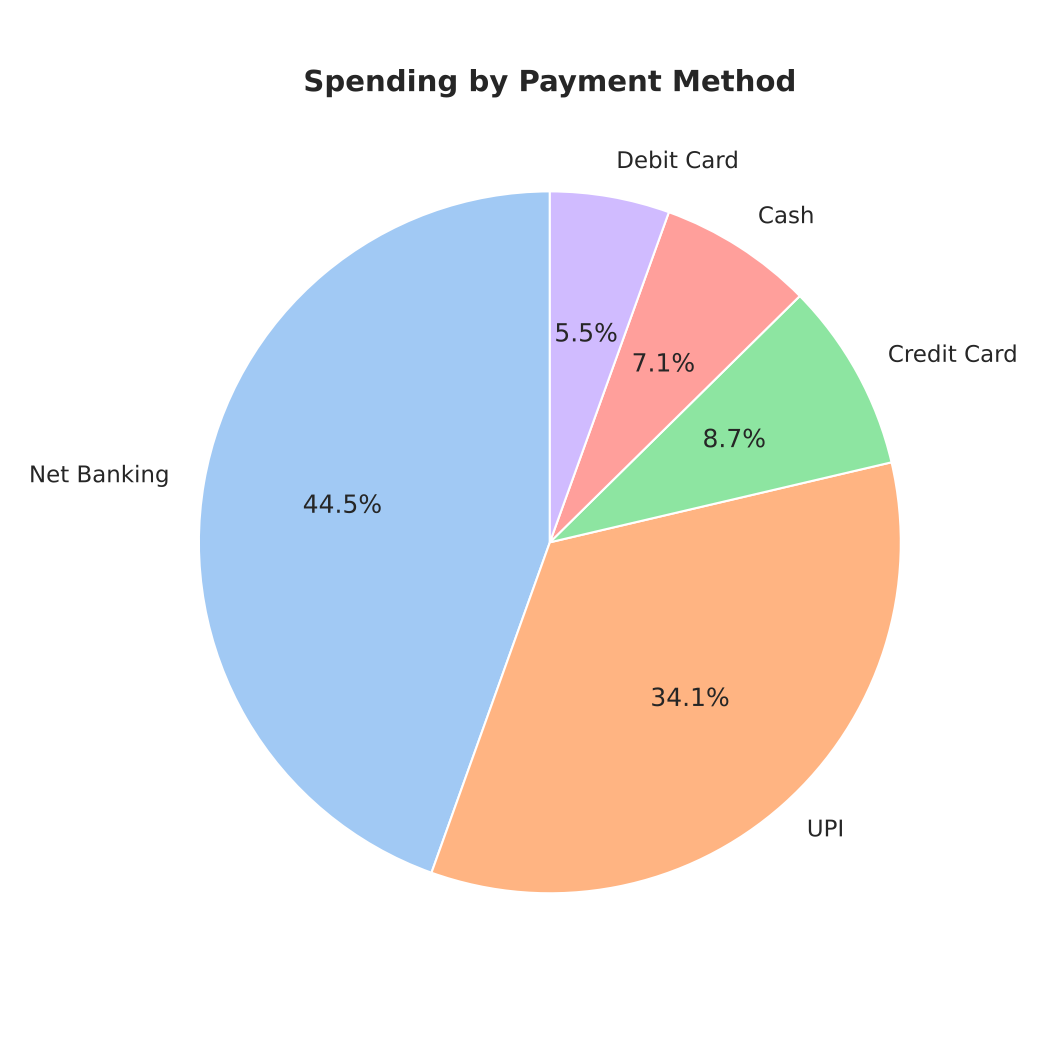 Spending by Payment Method
Debit Card
Cash
Credit Card
5.5%
7.1%
8.7%
Net Banking
44.5%
34.1%
UPI